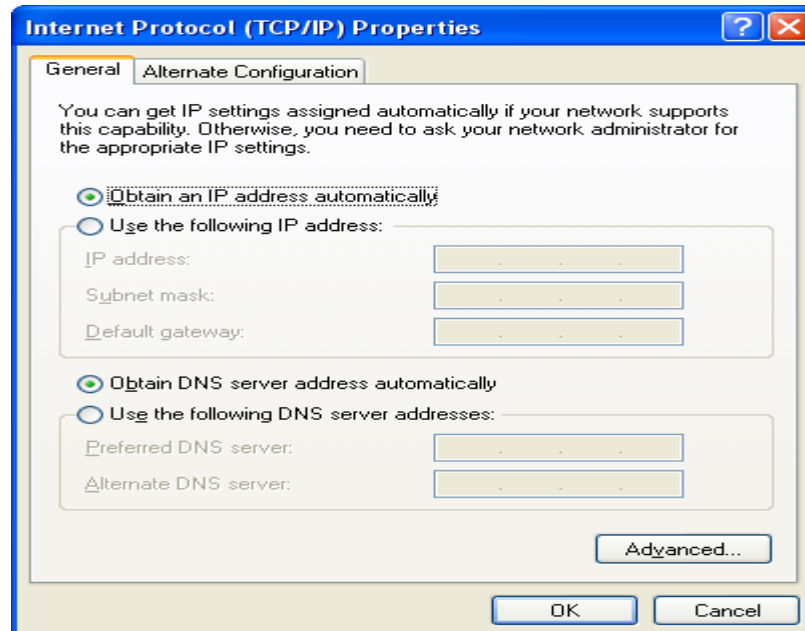 Internet Protocol (TCP/IP) Properties
General Alternate Configuration
You can get IP settings assigned automatically if your network supports
this capability. Otherwise, you need to ask your network administrator for
the appropriate IP settings.
Obtain an IP address automatically
Use the following IP address:
IP address:
Subnet mask:
Default gateway:
Obtain DNS server address automatically
Use the following DNS server addresses:
Preferred DNS server:
Alternate DNS server:
Advanced...
OK Cancel